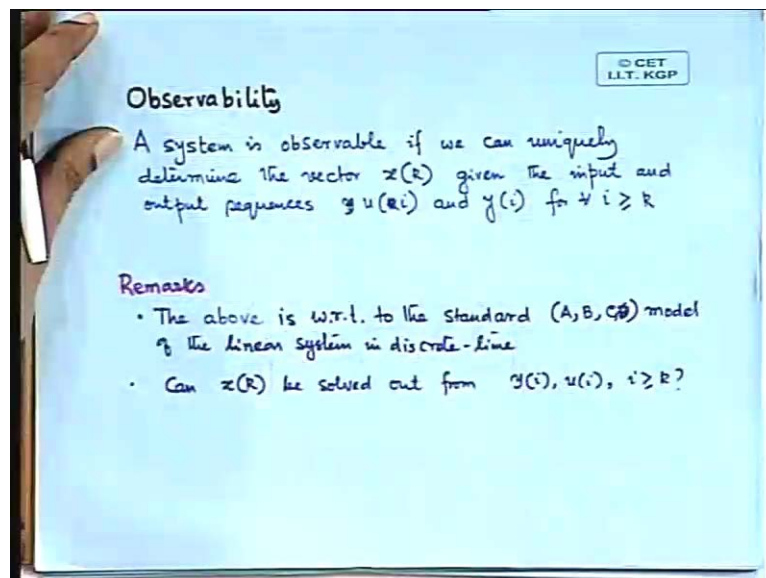 © CET
I.I.T. KGP
Observability
A system is observable if we can uniquely
determine the vector x(k) given the input and
output sequences u(i) and y(i) for ∀ i ≥ k
Remarks
• The above is w.r.t. to the standard (A, B, C) model
of the linear system in discrete-time
• Can x(k) be solved out from y(i), u(i), i ≥ k?